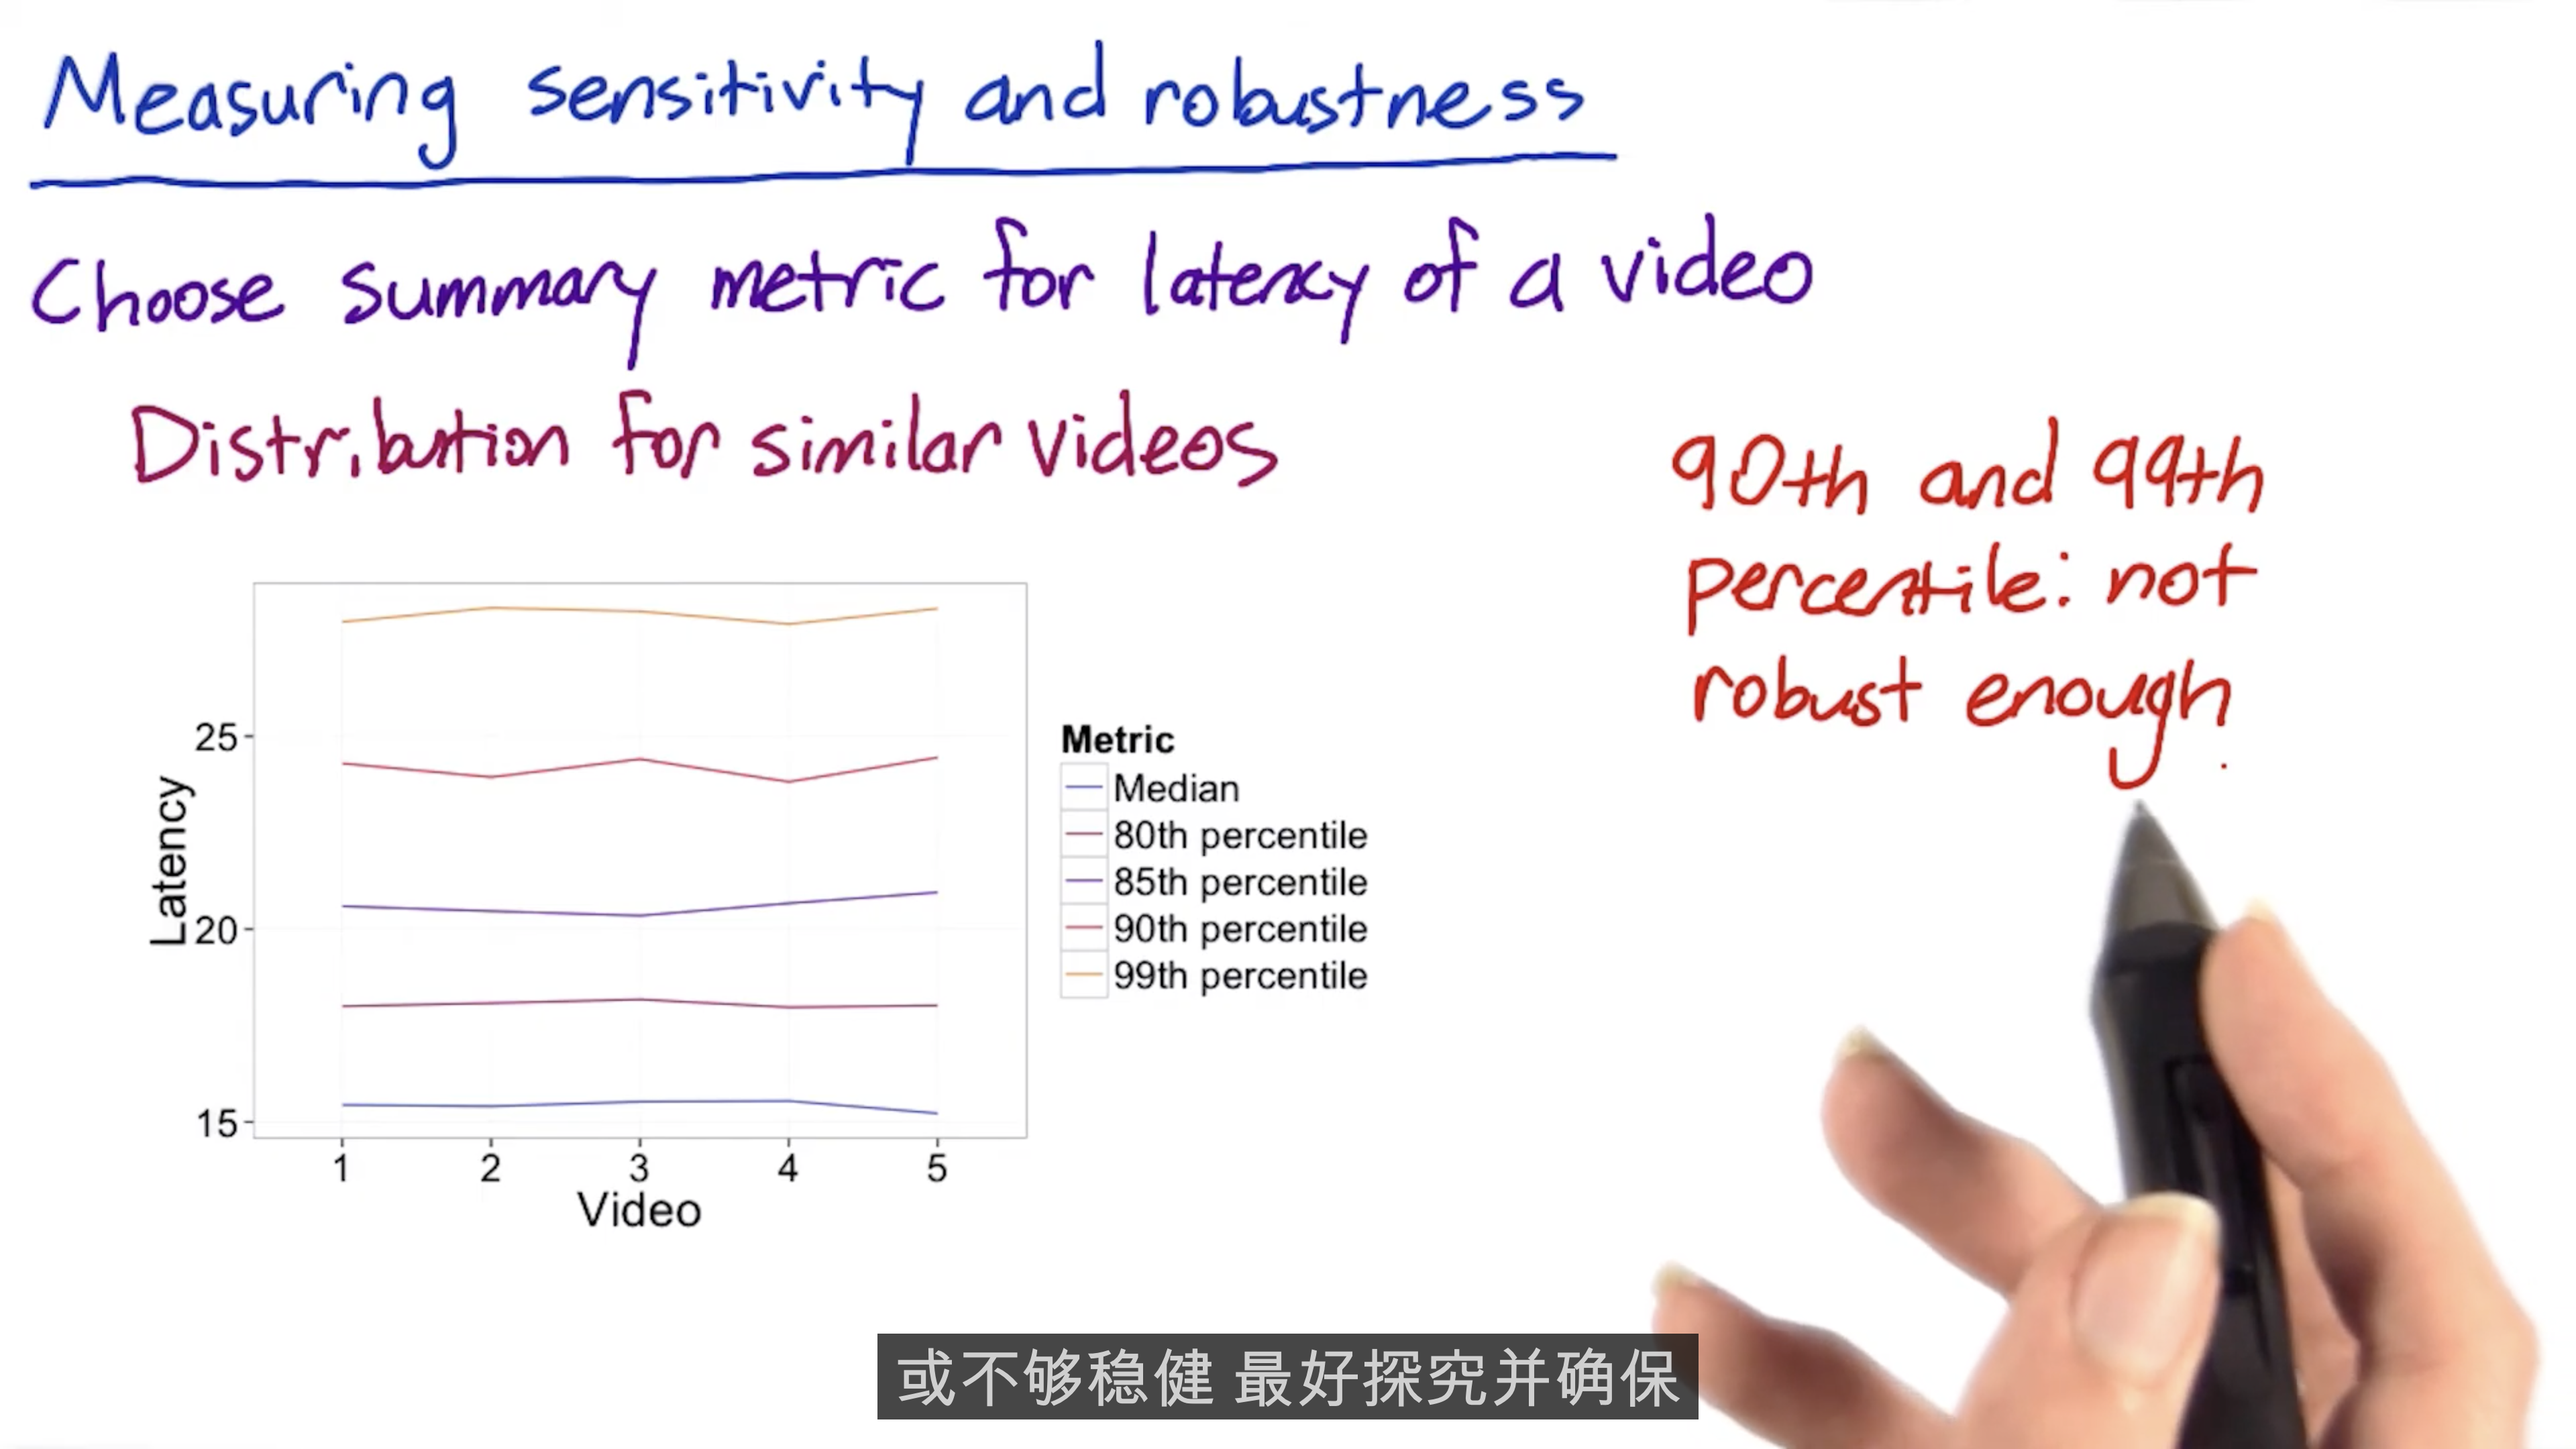 Measuring sensitivity and robustness
Choose summary metric for latency of a video
Distribution for similar videos
90th and 99th
percentile: not
robust enough
25
20
15
Latency
1 2 3 4 5
Video
Metric
Median
80th percentile
85th percentile
90th percentile
99th percentile
或不够稳健 最好探究并确保